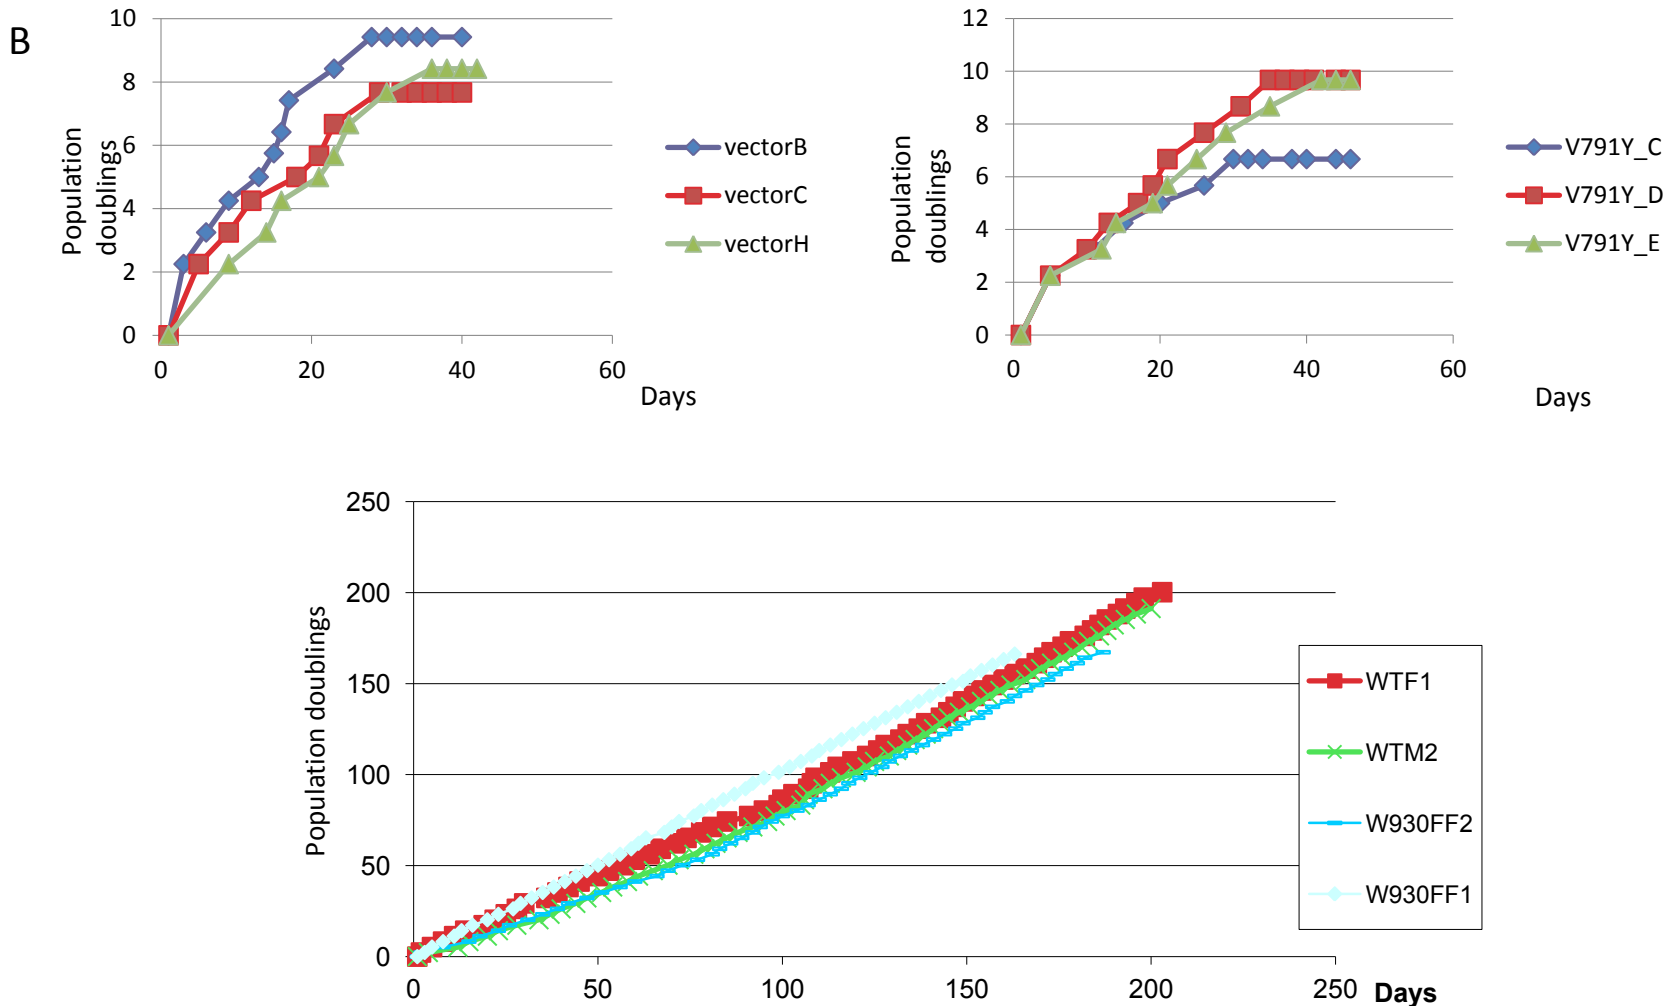 B
10
8
6
4
2
0
0
20
40
60
Population
doublings
Days
vectorB
vectorC
vectorH
12
10
8
6
4
2
0
0
20
40
60
Population
doublings
Days
V791Y_C
V791Y_D
V791Y_E
250
200
150
100
50
0
0
50
100
150
200
250
Population doublings
Days
WTF1
WTM2
W930FF2
W930FF1